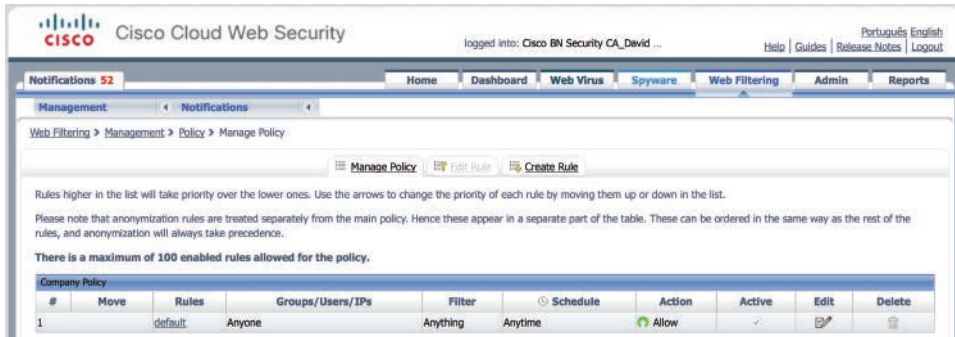 CISCO
Cisco Cloud Web Security
logged into: Cisco BN Security CA_David ...
Português English
Help | Guides | Release Notes | Logout
Notifications 52
Home
Dashboard
Web Virus
Spyware
Web Filtering
Admin
Reports
Management
Notifications
Web Filtering > Management > Policy > Manage Policy
Manage Policy
Edit Rule
Create Rule
Rules higher in the list will take priority over the lower ones. Use the arrows to change the priority of each rule by moving them up or down in the list.
Please note that anonymization rules are treated separately from the main policy. Hence these appear in a separate part of the table. These can be ordered in the same way as the rest of the
rules, and anonymization will always take precedence.
There is a maximum of 100 enabled rules allowed for the policy.
Company Policy
# Move Rules Groups/Users/IPs Filter Schedule Action Active Edit Delete
1 default Anyone Anything Anytime Allow